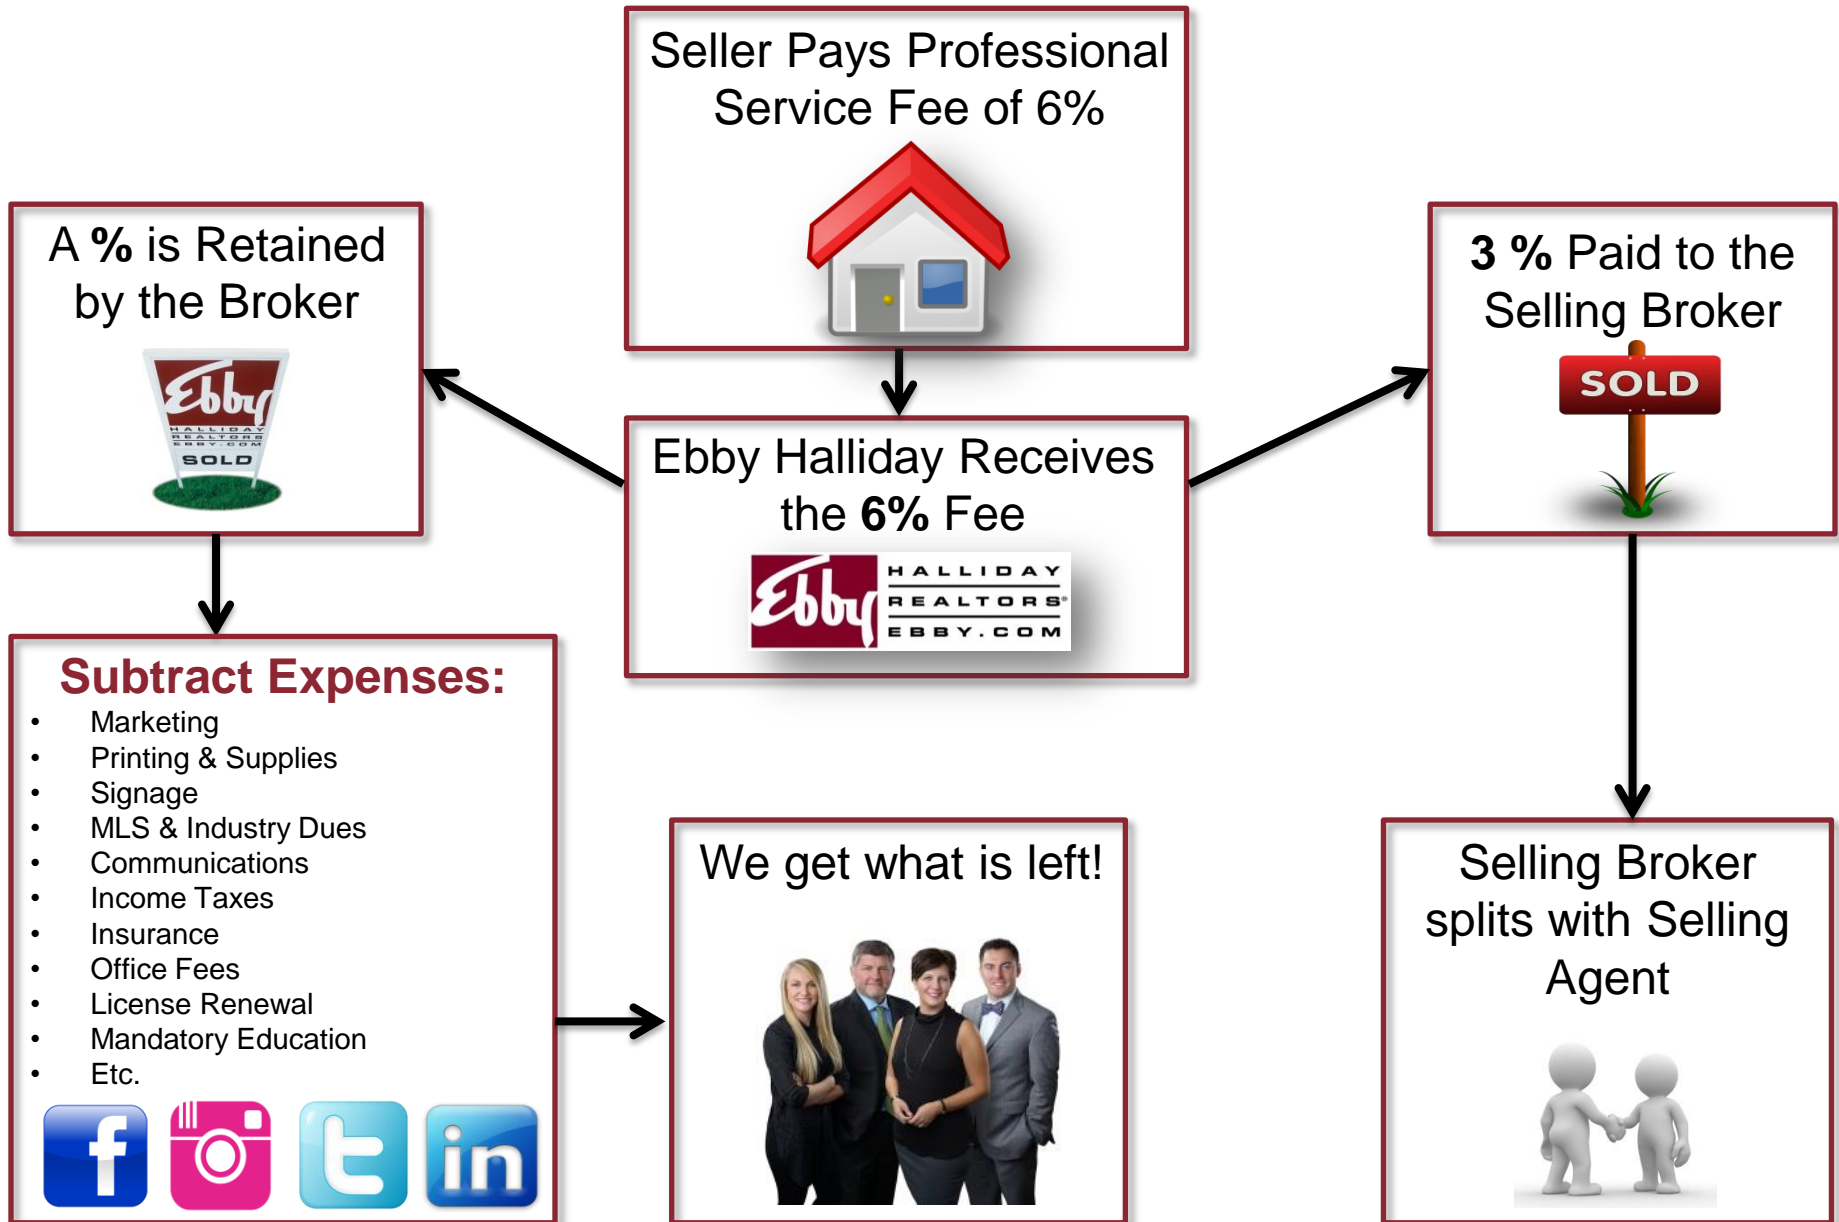 Seller Pays Professional
Service Fee of 6%
A % is Retained
by the Broker
Ebby
HALLIDAY
REALTORS
EBBY.COM
SOLD
Ebby Halliday Receives
the 6% Fee
Ebby
HALLIDAY
REALTORS®
EBBY.COM
3 % Paid to the
Selling Broker
SOLD
Subtract Expenses:
• Marketing
• Printing & Supplies
• Signage
• MLS & Industry Dues
• Communications
• Income Taxes
• Insurance
• Office Fees
• License Renewal
• Mandatory Education
• Etc.
f
t
in
We get what is left!
Selling Broker
splits with Selling
Agent